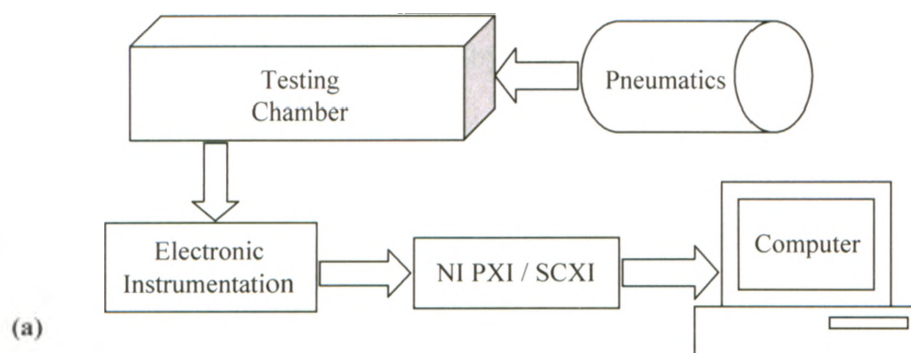 Testing
Chamber
Pneumatics
Electronic
Instrumentation
NI PXI / SCXI
Computer
(a)